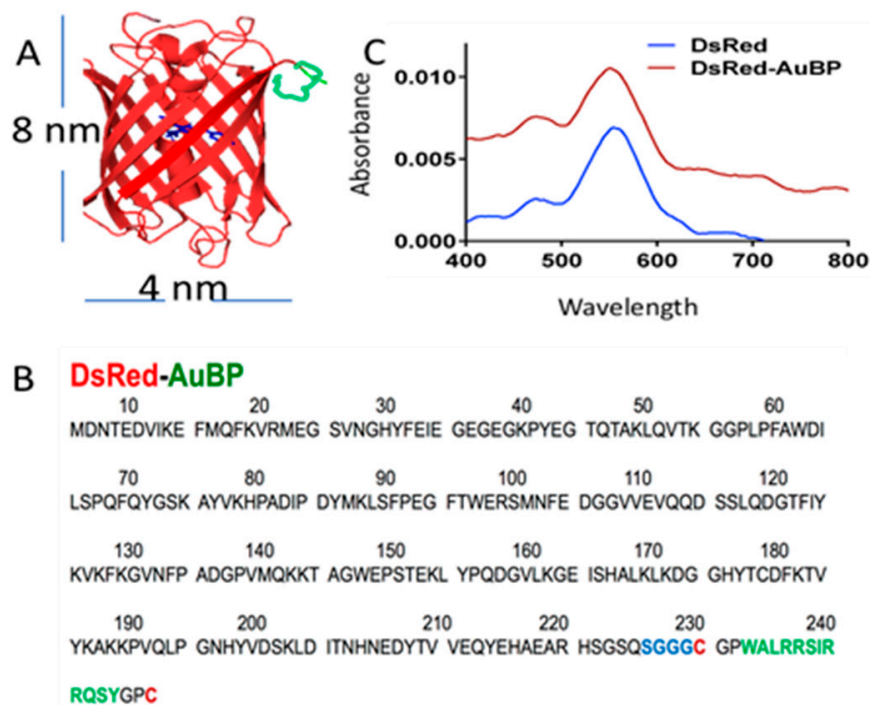 A
8 nm
4 nm
C
DsRed
DsRed-AuBP
Absorbance
0.010
0.005
0.000
400 500 600 700 800
Wavelength
B
DsRed-AuBP
10 20 30 40 50 60
MDNTEDVIKE FMQFKVRMEG SVNGHYFEIE GEGEGKPYEG TQTAKLQVTK GGPLPFAWDI
70 80 90 100 110 120
LSPQFQYGSK AYVKHPADIP DYMKLSFPEG FTWERSMNFE DGGVVEVQQD SSLQDGTFIY
130 140 150 160 170 180
KVKFKGVNFP ADGPVMQKKT AGWEPSTEKL YPQDGVLKGE ISHALKLKDG GHYTCDFKTV
190 200 210 220 230 240
YKAKKPVQLP GNHYVDSKLD ITNHNEDYTV VEQYEHAEAR HSGSQSGGGC GPWALRRSIR
RQSYGPC